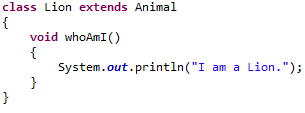 class Lion extends Animal
{
    void whoAmI()
    {
        System.out.println("I am a Lion.");
    }
}